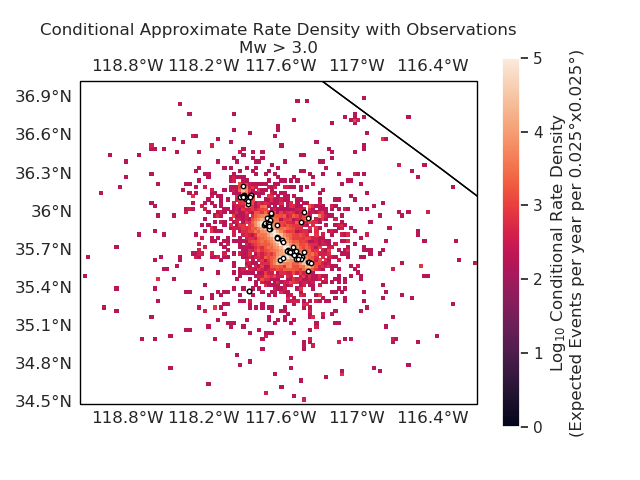 Conditional Approximate Rate Density with Observations
Mw > 3.0
118.8°W 118.2°W 117.6°W 117°W 116.4°W
36.9°N
36.6°N
36.3°N
36°N
35.7°N
35.4°N
35.1°N
34.8°N
34.5°N
118.8°W 118.2°W 117.6°W 117°W 116.4°W
5
4
3
2
1
0
Log₁₀ Conditional Rate Density
(Expected Events per year per 0.025°x0.025°)